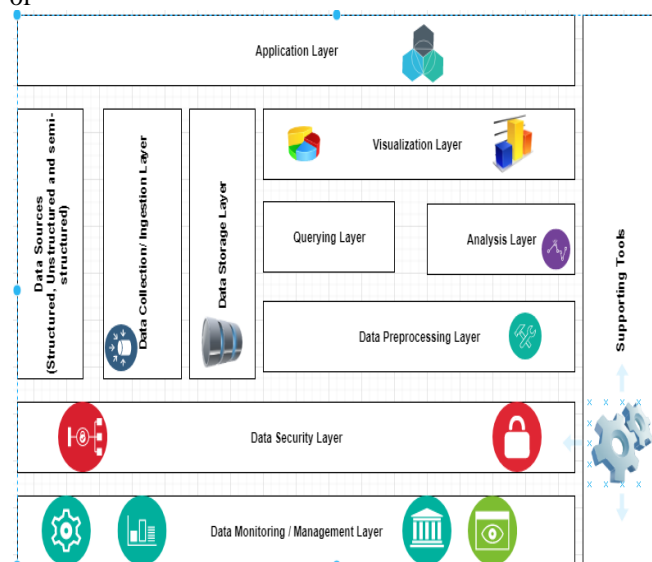 of
Application Layer
Data Sources
(Structured, Unstructured and semi-
structured)
Data Collection/ Ingestion Layer
Data Storage Layer
Visualization Layer
Querying Layer
Analysis Layer
Data Preprocessing Layer
Supporting Tools
Data Security Layer
Data Monitoring / Management Layer